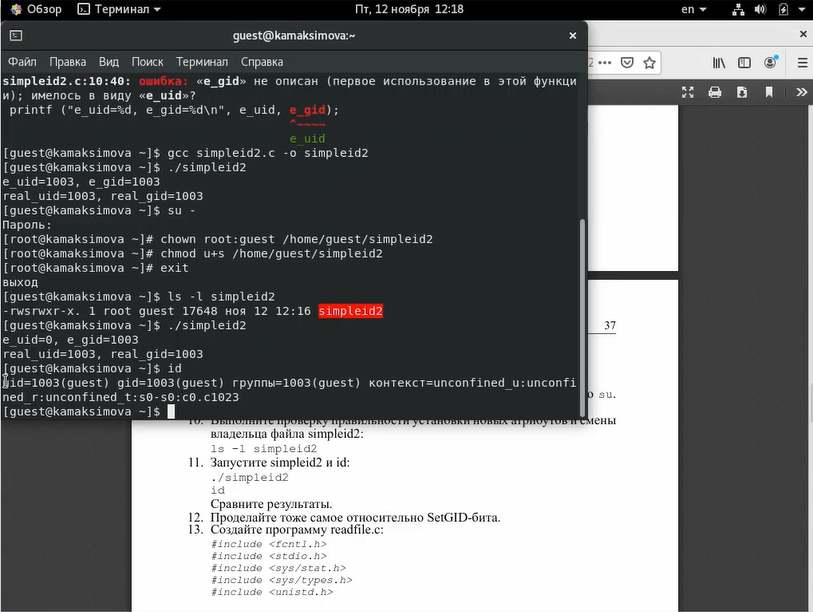 Обзор Терминал Пт, 12 ноября 12:18 en
guest@kamaksimova:~
Файл Правка Вид Поиск Терминал Справка
simpleid2.c:10:40: ошибка: «e_gid» не описан (первое использование в этой функци
и); имелось в виду «e_uid»?
printf ("e_uid=%d, e_gid=%d\n", e_uid, e_gid);
^~~~~
e_uid
[guest@kamaksimova ~]$ gcc simpleid2.c -o simpleid2
[guest@kamaksimova ~]$ ./simpleid2
e_uid=1003, e_gid=1003
real_uid=1003, real_gid=1003
[guest@kamaksimova ~]$ su -
Пароль:
[root@kamaksimova ~]# chown root:guest /home/guest/simpleid2
[root@kamaksimova ~]# chmod u+s /home/guest/simpleid2
[root@kamaksimova ~]# exit
выход
[guest@kamaksimova ~]$ ls -l simpleid2
-rwsrwxr-x. 1 root guest 17648 ноя 12 12:16 simpleid2
[guest@kamaksimova ~]$ ./simpleid2
e_uid=0, e_gid=1003
real_uid=1003, real_gid=1003
[guest@kamaksimova ~]$ id
uid=1003(guest) gid=1003(guest) группы=1003(guest) контекст=unconfined_u:unconfi
ned_r:unconfined_t:s0-s0:c0.c1023
[guest@kamaksimova ~]$
37
su.
10. Выполните проверку правильности установки новых атрибутов и смены
владельца файла simpleid2:
ls -l simpleid2
11. Запустите simpleid2 и id:
./simpleid2
id
Сравните результаты.
12. Проделайте тоже самое относительно SetGID-бита.
13. Создайте программу readfile.c:
#include <fcntl.h>
#include <stdio.h>
#include <sys/stat.h>
#include <sys/types.h>
#include <unistd.h>